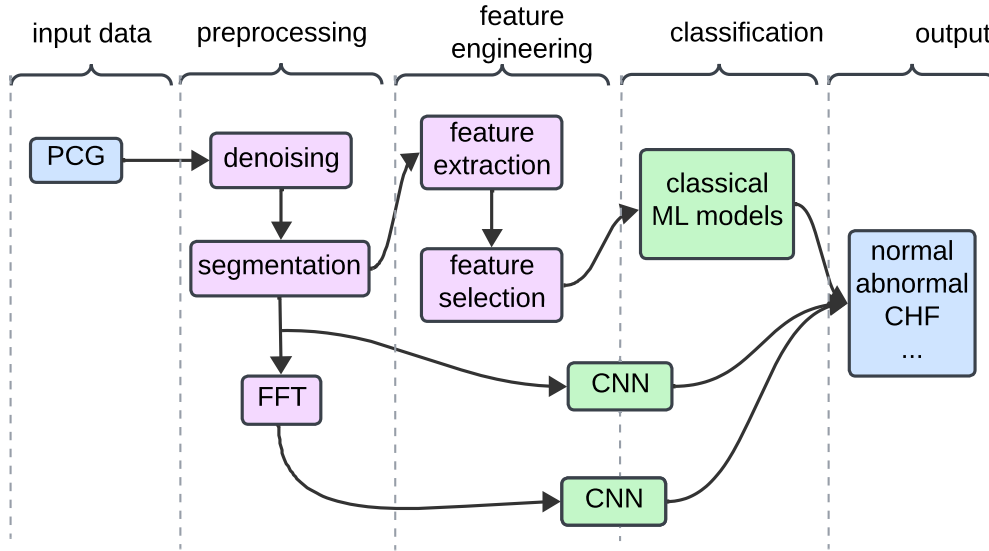 input data
preprocessing
feature
engineering
classification
output
PCG
denoising
segmentation
FFT
feature
extraction
feature
selection
classical
ML models
CNN
CNN
normal
abnormal
CHF
...